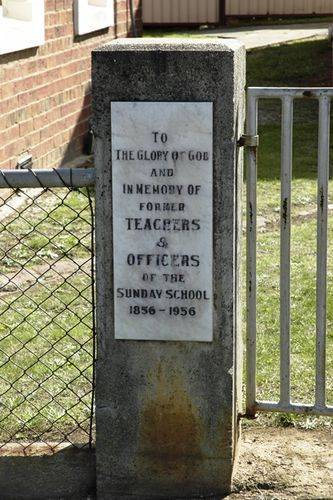 TO
THE GLORY OF GOD
AND
IN MEMORY OF
FORMER
TEACHERS
&
OFFICERS
OF THE
SUNDAY SCHOOL
1856 - 1956